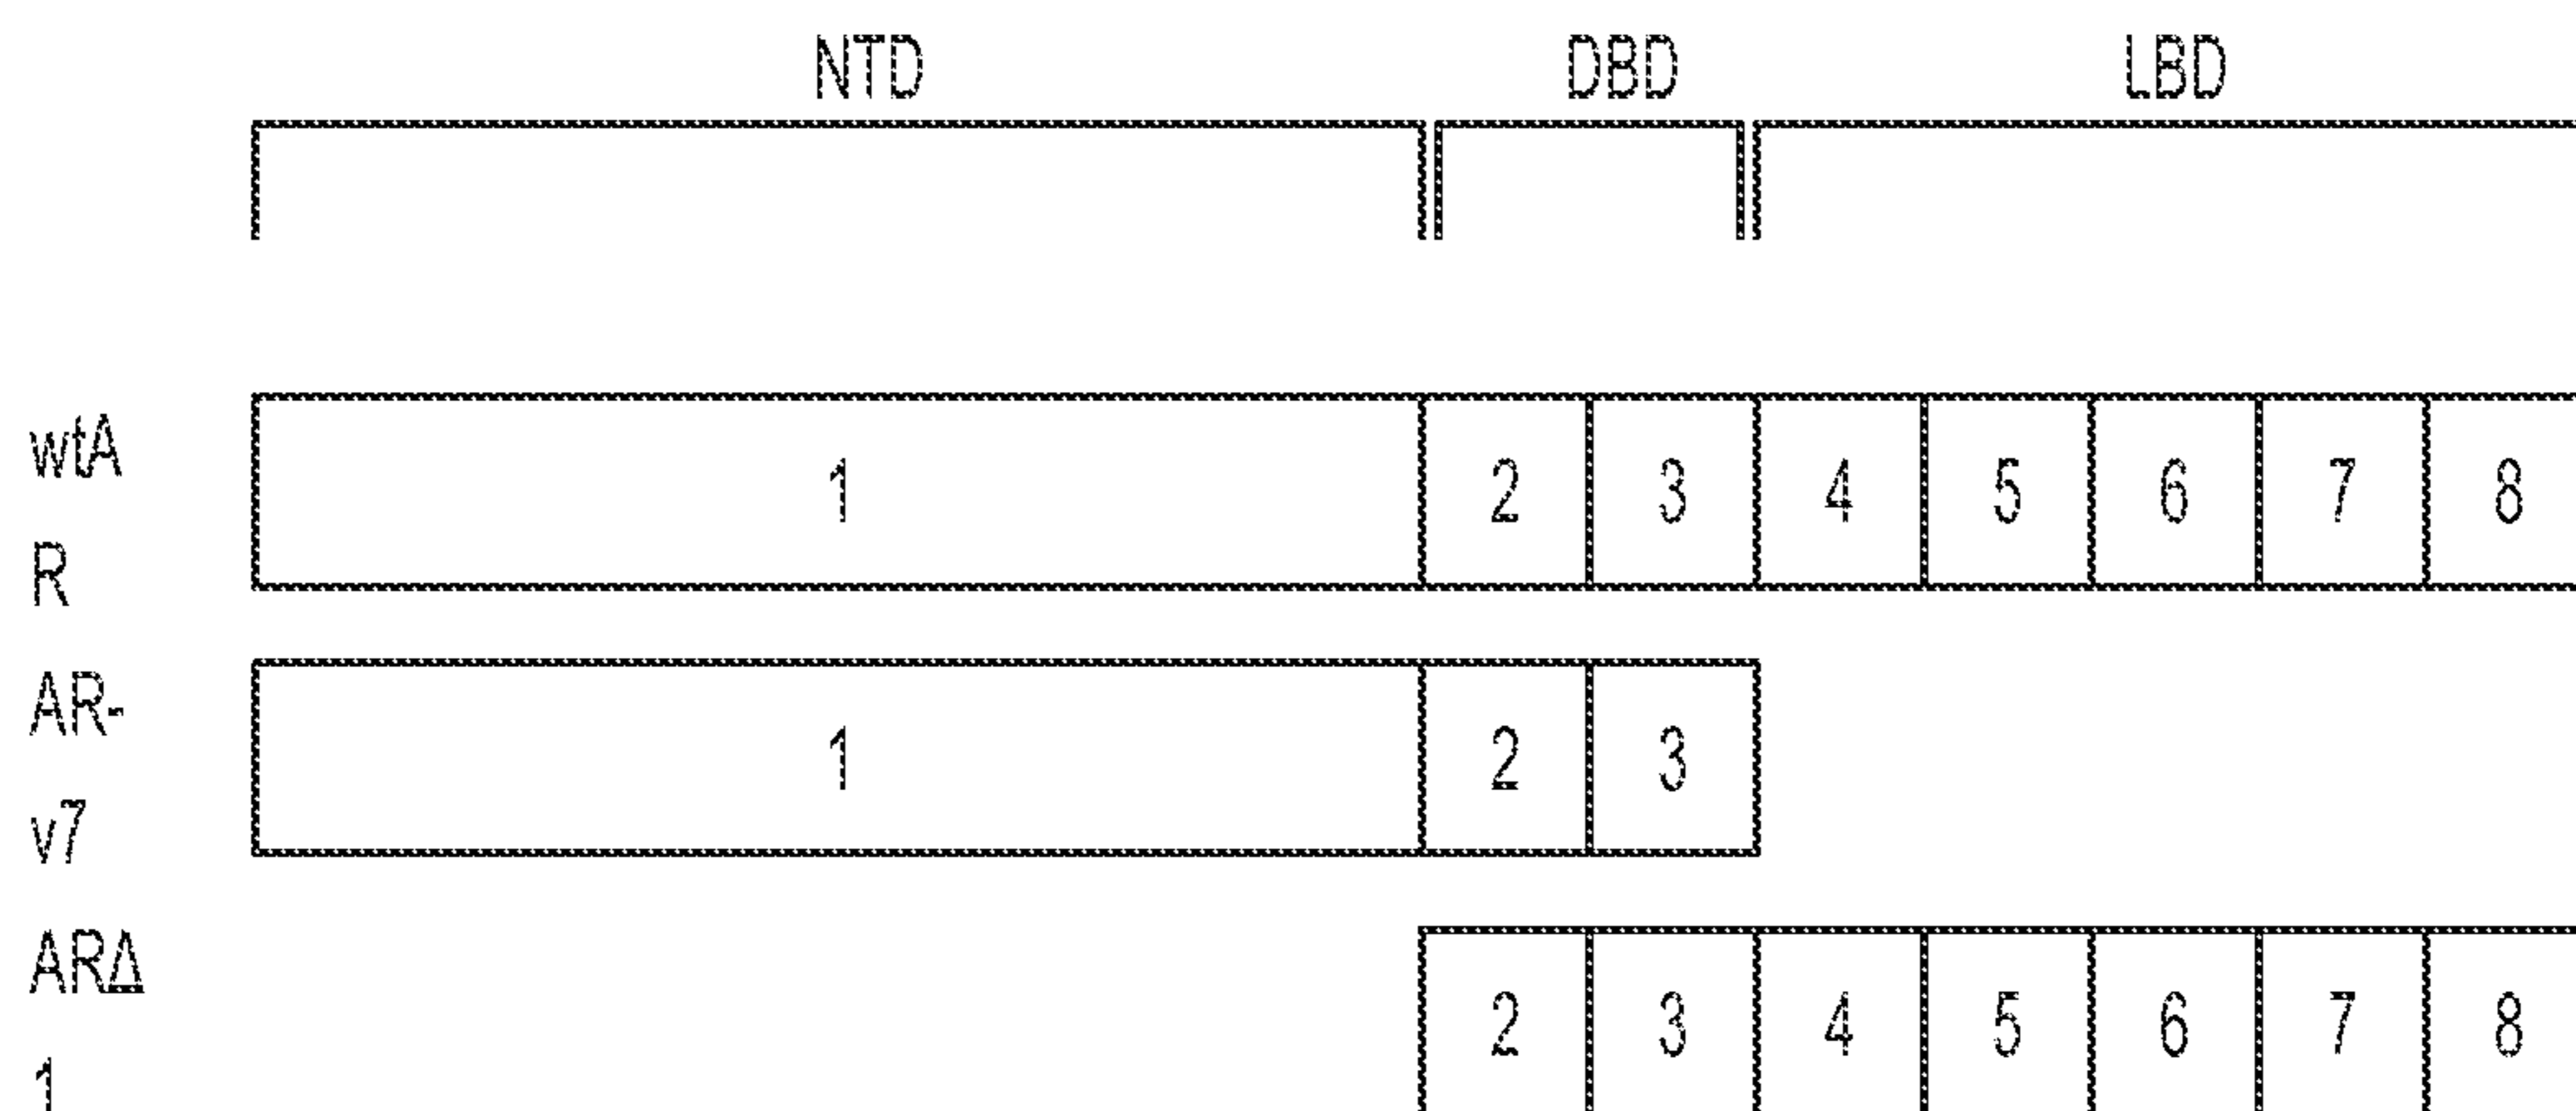 NTD DBD LBD
wtA
R
1 2 3 4 5 6 7 8
AR-
v7
1 2 3
ARΔ
1
2 3 4 5 6 7 8